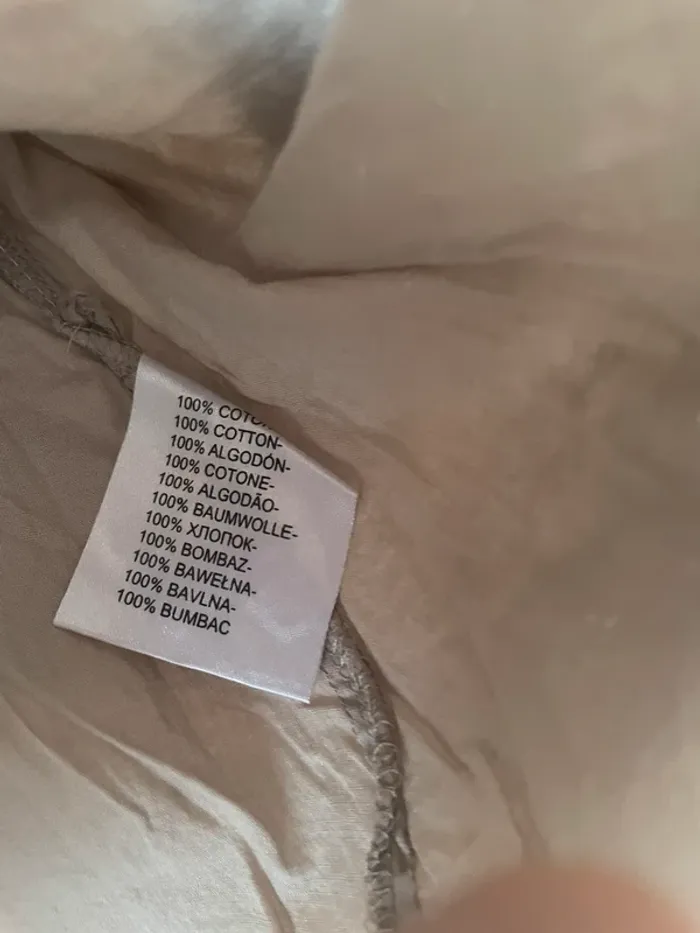 100%
100% COTTON-
100% ALGODÓN-
100% COTONE-
100% ALGODÃO-
100% BAUMWOLLE-
100% ХЛОПОК-
100% BOMBAZ-
100% BAWEŁNA-
100% BAVLNA-
100% BUMBAC